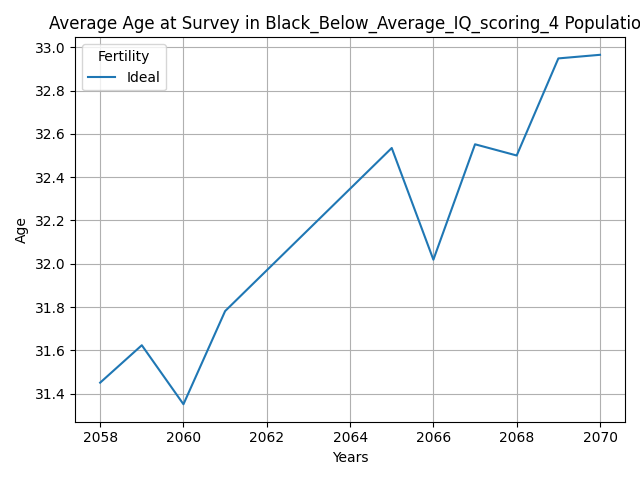 Average Age at Survey in Black_Below_Average_IQ_scoring_4 Populatio
Fertility
Ideal
33.0
32.8
32.6
32.4
32.2
32.0
31.8
31.6
31.4
Age
2058 2060 2062 2064 2066 2068 2070
Years